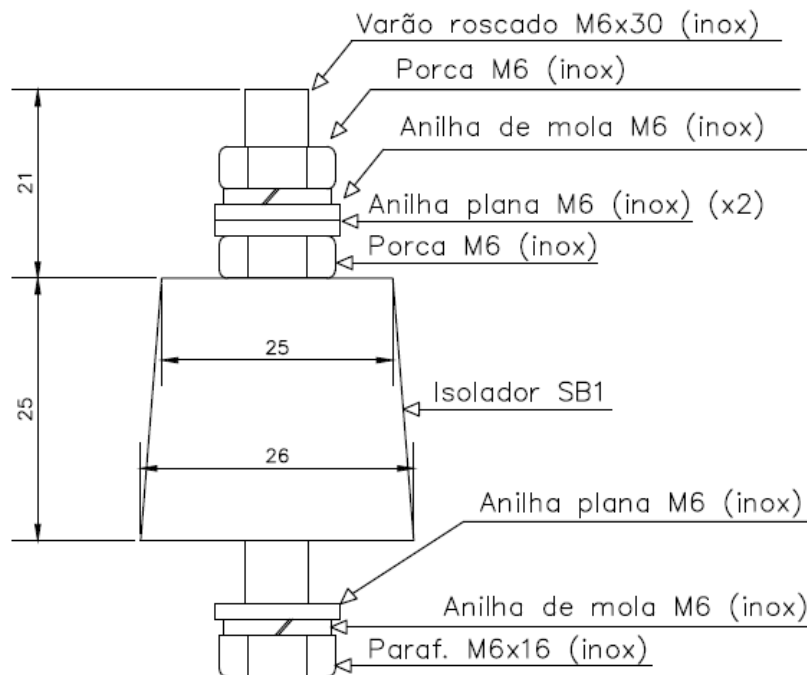 Varão roscado M6x30 (inox)
Porca M6 (inox)
Anilha de mola M6 (inox)
21
Anilha plana M6 (inox) (x2)
Porca M6 (inox)
25
25
Isolador SB1
26
Anilha plana M6 (inox)
Anilha de mola M6 (inox)
Paraf. M6x16 (inox)